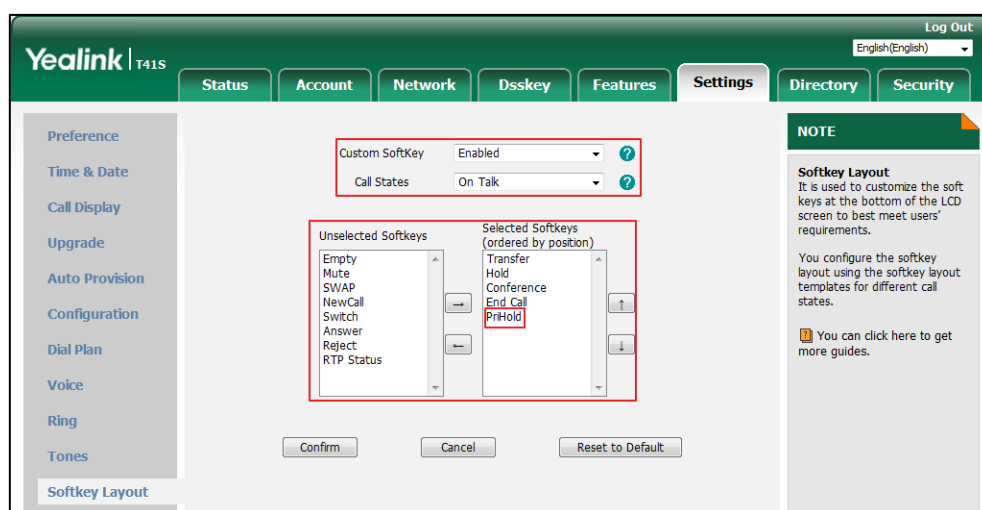 Log Out
English(English)
Yealink T41S
Status Account Network Dsskey Features Settings Directory Security
Preference
Time & Date
Call Display
Upgrade
Auto Provision
Configuration
Dial Plan
Voice
Ring
Tones
Softkey Layout
Custom SoftKey Enabled ?
Call States On Talk ?
Unselected Softkeys
Empty
Mute
SWAP
NewCall
Switch
Answer
Reject
RTP Status
→
←
Selected Softkeys
(ordered by position)
Transfer
Hold
Conference
End Call
PriHold
↑
↓
Confirm Cancel Reset to Default
NOTE
Softkey Layout
It is used to customize the soft
keys at the bottom of the LCD
screen to best meet users'
requirements.
You configure the softkey
layout using the softkey layout
templates for different call
states.
? You can click here to get
more guides.